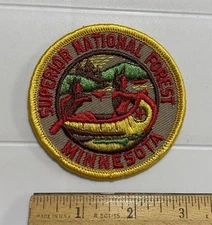 SUPERIOR NATIONAL FOREST
MINNESOTA
1 2 3